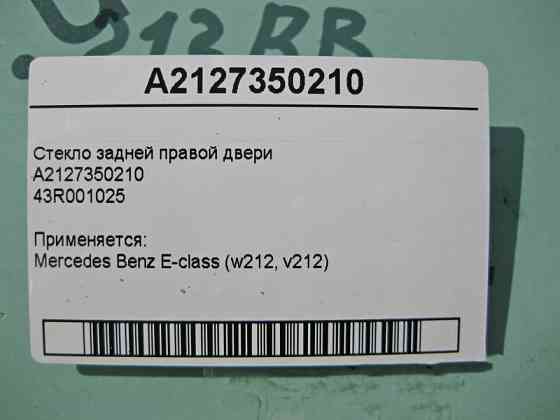 212 RR
A2127350210
Стекло задней правой двери
A2127350210
43R001025
Применяется:
Mercedes Benz E-class (w212, v212)